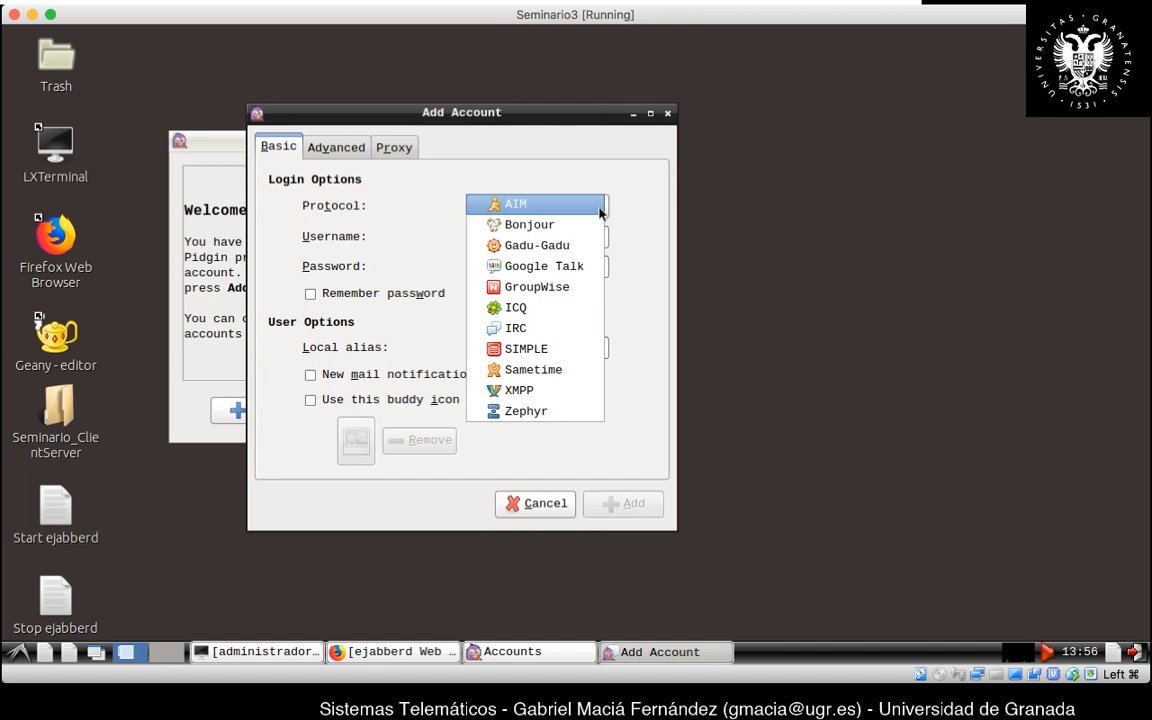 Seminario3 [Running]
UNIVERSITAS GRANATENSIS
1531
Trash
LXTerminal
Firefox Web
Browser
Geany - editor
Seminario_Clie
ntServer
Start ejabberd
Stop ejabberd
Welcome
You have
Pidgin pr
account.
press Add
You can c
accounts
Add Account
Basic
Advanced
Proxy
Login Options
Protocol:
Username:
Password:
Remember password
User Options
Local alias:
New mail notificatio
Use this buddy icon
Remove
AIM
Bonjour
Gadu-Gadu
Google Talk
GroupWise
ICQ
IRC
SIMPLE
Sametime
XMPP
Zephyr
Cancel
Add
[administrador...
[ejabberd Web ...
Accounts
Add Account
13:56
Left ⌘
Sistemas Telemáticos - Gabriel Maciá Fernández (gmacia@ugr.es) - Universidad de Granada